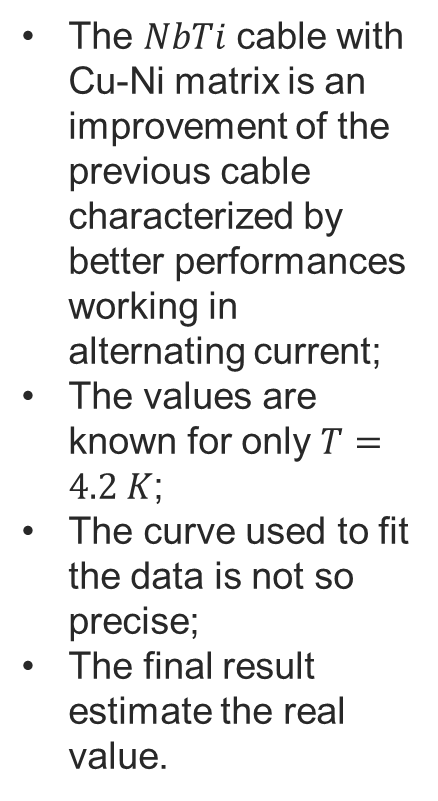 • The NbTi cable with
Cu-Ni matrix is an
improvement of the
previous cable
characterized by
better performances
working in
alternating current;
• The values are
known for only T =
4.2 K;
• The curve used to fit
the data is not so
precise;
• The final result
estimate the real
value.